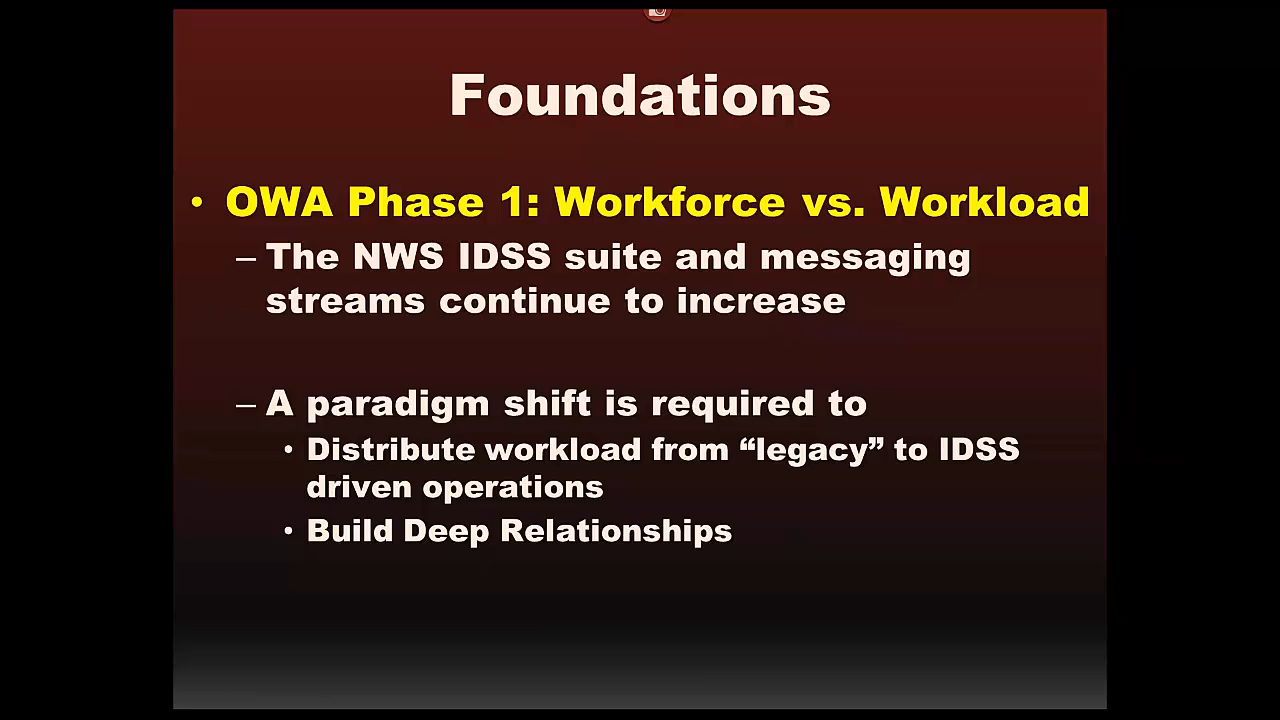 Foundations
• OWA Phase 1: Workforce vs. Workload
– The NWS IDSS suite and messaging
streams continue to increase
– A paradigm shift is required to
• Distribute workload from “legacy” to IDSS
driven operations
• Build Deep Relationships